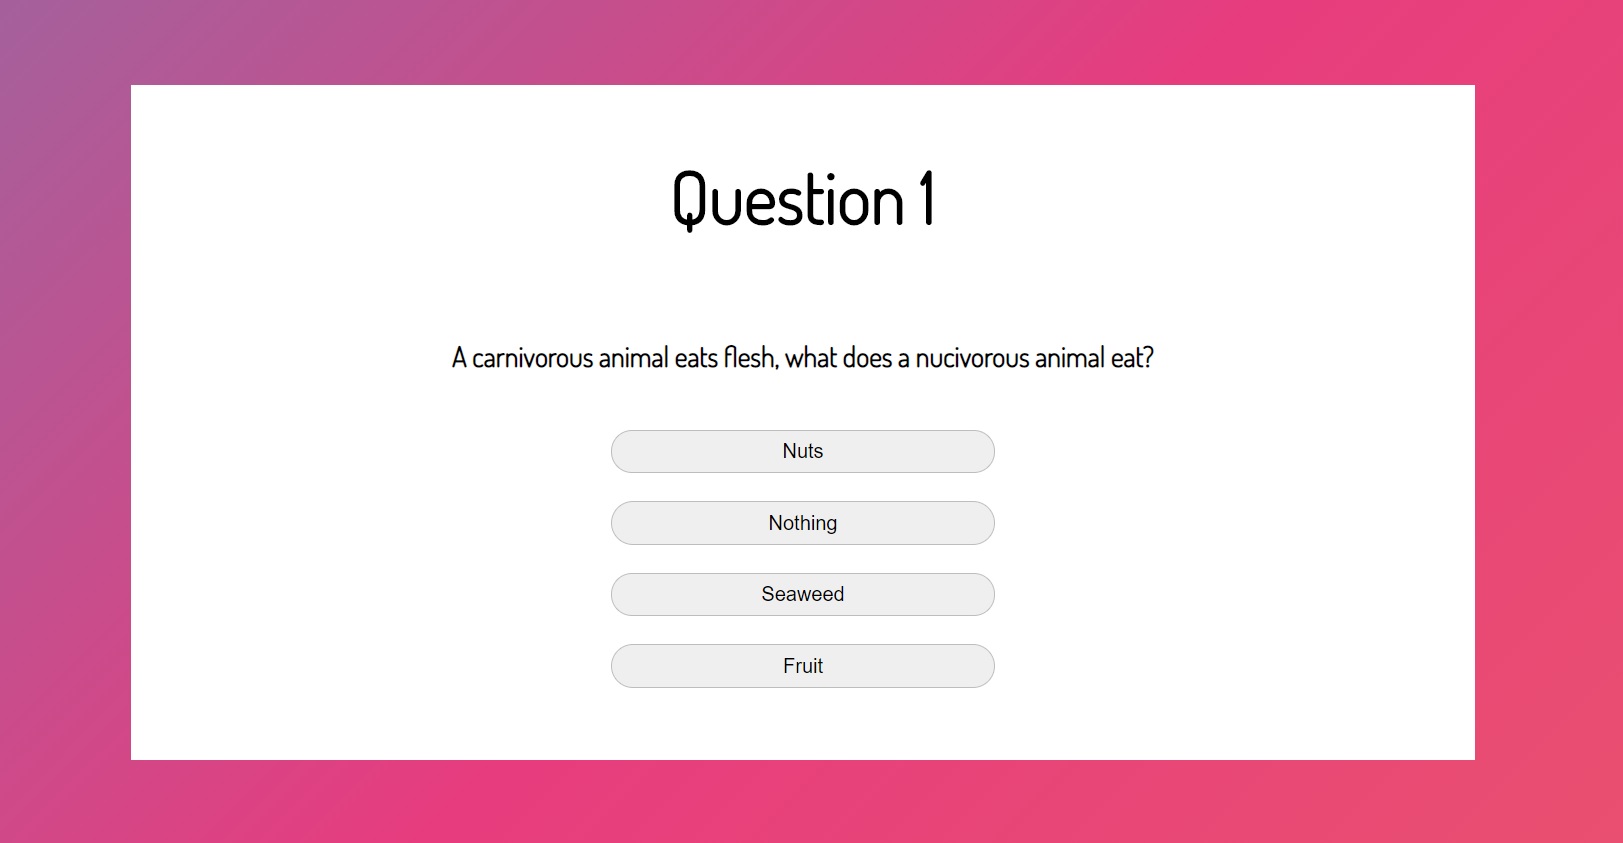 Question 1
A carnivorous animal eats flesh, what does a nucivorous animal eat?
Nuts
Nothing
Seaweed
Fruit